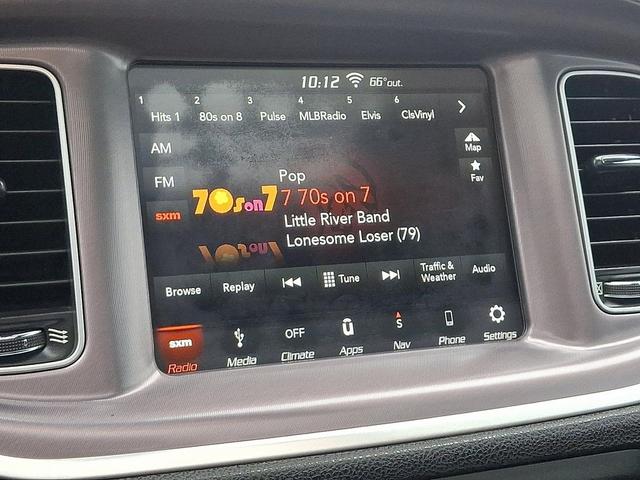 10:12 66°out.
1 2 3 4 5 6
Hits 1 80s on 8 Pulse MLBRadio Elvis ClsVinyl
AM
Map
FM
Fav
Pop
sxm
70s on 7 7 70s on 7
Little River Band
Lonesome Loser (79)
Browse Replay Tune Traffic & Weather Audio
sxm OFF S
Radio Media Climate Apps Nav Phone Settings